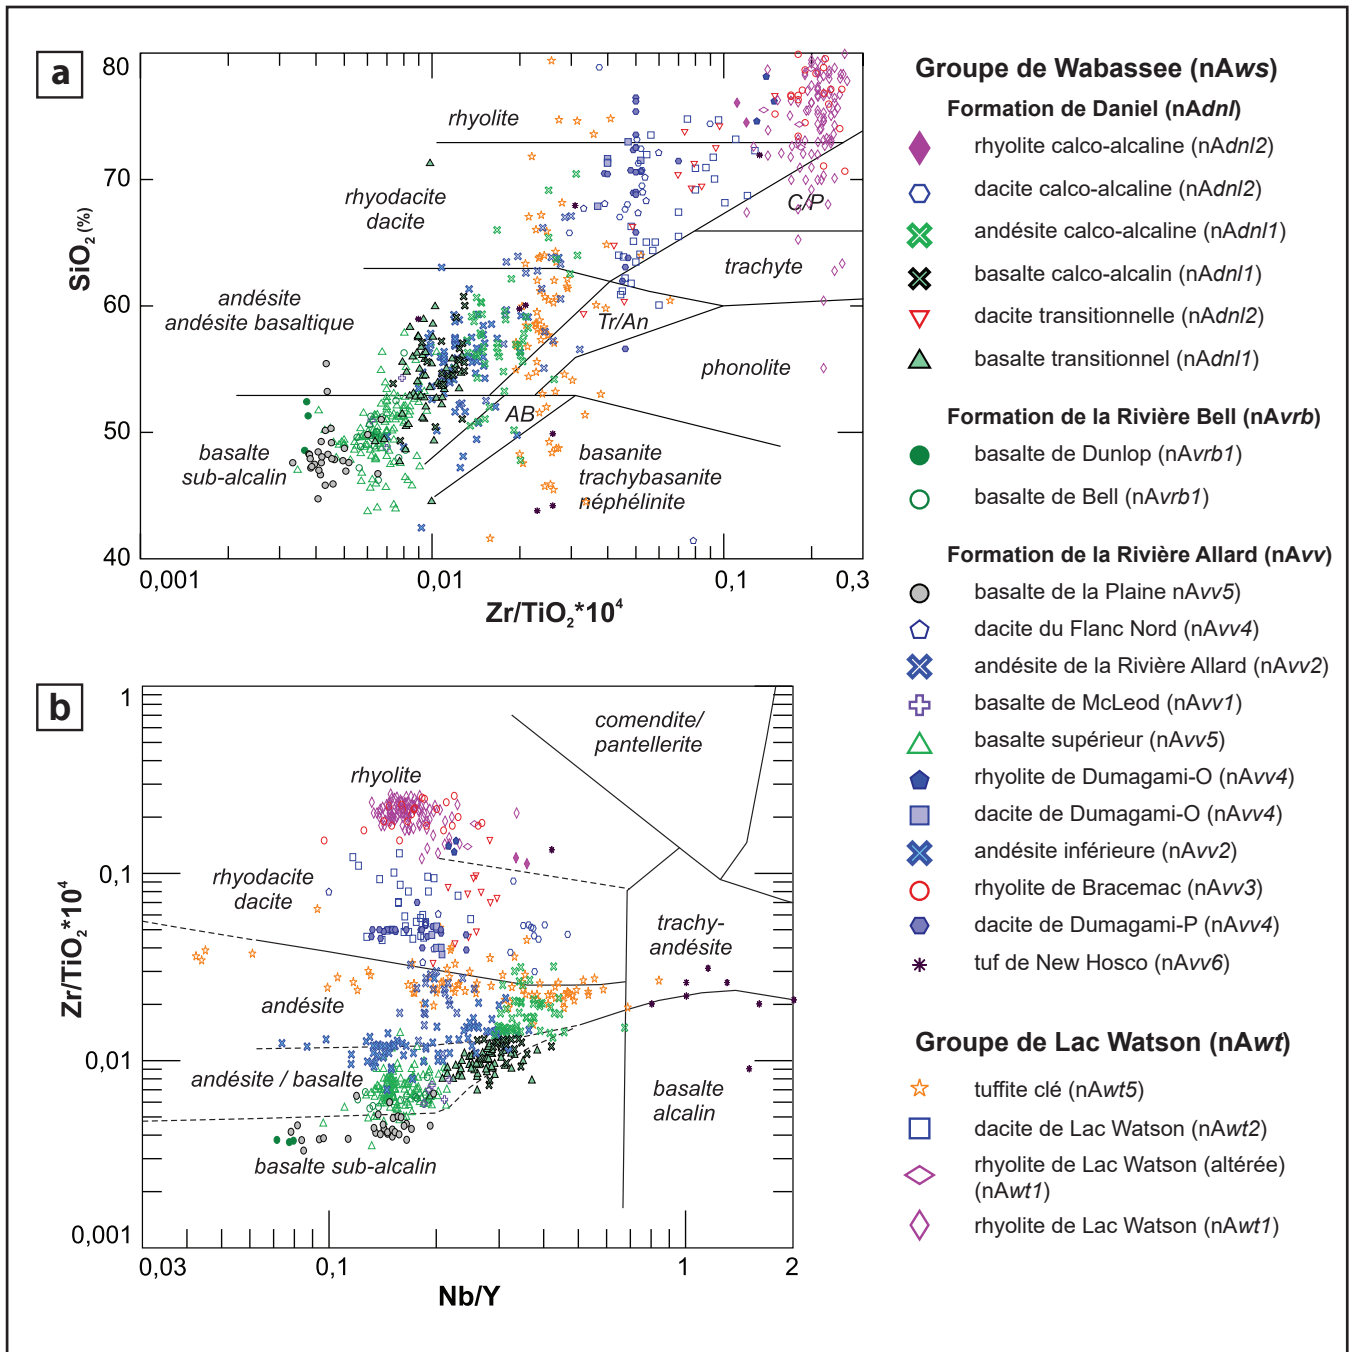 a
80
70
60
50
40
SiO₂ (%)
rhyolite
rhyodacite
dacite
andésite
andésite basaltique
basalte
sub-alcalin
C/P
trachyte
Tr/An
phonolite
AB
basanite
trachybasanite
néphélinite
0,001
0,01
0,1
0,3
Zr/TiO₂*10⁴
b
1
0,1
0,01
0,001
Zr/TiO₂*10⁴
comendite/
pantellerite
rhyolite
rhyodacite
dacite
trachy-
andésite
andésite
andésite / basalte
basalte
alcalin
basalte sub-alcalin
0,03
0,1
1
2
Nb/Y
Groupe de Wabassee (nAws)
Formation de Daniel (nAdnl)
rhyolite calco-alcaline (nAdnl2)
dacite calco-alcaline (nAdnl2)
andésite calco-alcaline (nAdnl1)
basalte calco-alcalin (nAdnl1)
dacite transitionnelle (nAdnl2)
basalte transitionnel (nAdnl1)
Formation de la Rivière Bell (nAvrb)
basalte de Dunlop (nAvrb1)
basalte de Bell (nAvrb1)
Formation de la Rivière Allard (nAvv)
basalte de la Plaine nAvv5)
dacite du Flanc Nord (nAvv4)
andésite de la Rivière Allard (nAvv2)
basalte de McLeod (nAvv1)
basalte supérieur (nAvv5)
rhyolite de Dumagami-O (nAvv4)
dacite de Dumagami-O (nAvv4)
andésite inférieure (nAvv2)
rhyolite de Bracemac (nAvv3)
dacite de Dumagami-P (nAvv4)
tuf de New Hosco (nAvv6)
Groupe de Lac Watson (nAwt)
tuffite clé (nAwt5)
dacite de Lac Watson (nAwt2)
rhyolite de Lac Watson (altérée)
(nAwt1)
rhyolite de Lac Watson (nAwt1)